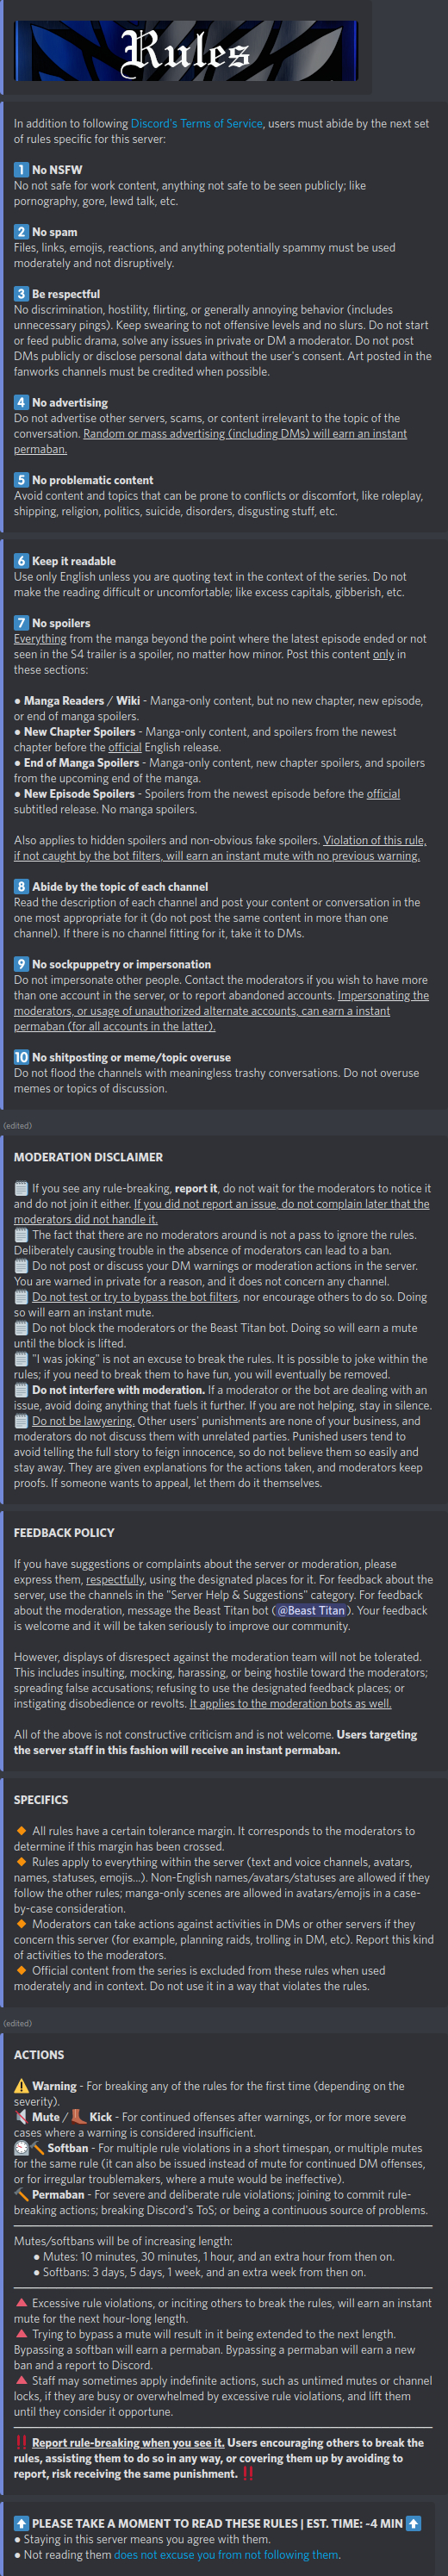 Rules
In addition to following Discord's Terms of Service, users must abide by the next set
of rules specific for this server:
1 No NSFW
No not safe for work content, anything not safe to be seen publicly; like
pornography, gore, lewd talk, etc.
2 No spam
Files, links, emojis, reactions, and anything potentially spammy must be used
moderately and not disruptively.
3 Be respectful
No discrimination, hostility, flirting, or generally annoying behavior (includes
unnecessary pings). Keep swearing to not offensive levels and no slurs. Do not start
or feed public drama, solve any issues in private or DM a moderator. Do not post
DMs publicly or disclose personal data without the user's consent. Art posted in the
fanworks channels must be credited when possible.
4 No advertising
Do not advertise other servers, scams, or content irrelevant to the topic of the
conversation. Random or mass advertising (including DMs) will earn an instant
permaban.
5 No problematic content
Avoid content and topics that can be prone to conflicts or discomfort, like roleplay,
shipping, religion, politics, suicide, disorders, disgusting stuff, etc.
6 Keep it readable
Use only English unless you are quoting text in the context of the series. Do not
make the reading difficult or uncomfortable; like excess capitals, gibberish, etc.
7 No spoilers
Everything from the manga beyond the point where the latest episode ended or not
seen in the S4 trailer is a spoiler, no matter how minor. Post this content only in
these sections:
● Manga Readers / Wiki - Manga-only content, but no new chapter, new episode,
or end of manga spoilers.
● New Chapter Spoilers - Manga-only content, and spoilers from the newest
chapter before the official English release.
● End of Manga Spoilers - Manga-only content, new chapter spoilers, and spoilers
from the upcoming end of the manga.
● New Episode Spoilers - Spoilers from the newest episode before the official
subtitled release. No manga spoilers.
Also applies to hidden spoilers and non-obvious fake spoilers. Violation of this rule,
if not caught by the bot filters, will earn an instant mute with no previous warning.
8 Abide by the topic of each channel
Read the description of each channel and post your content or conversation in the
one most appropriate for it (do not post the same content in more than one
channel). If there is no channel fitting for it, take it to DMs.
9 No sockpuppetry or impersonation
Do not impersonate other people. Contact the moderators if you wish to have more
than one account in the server, or to report abandoned accounts. Impersonating the
moderators, or usage of unauthorized alternate accounts, can earn a instant
permaban (for all accounts in the latter).
10 No shitposting or meme/topic overuse
Do not flood the channels with meaningless trashy conversations. Do not overuse
memes or topics of discussion.
(edited)
MODERATION DISCLAIMER
If you see any rule-breaking, report it, do not wait for the moderators to notice it
and do not join it either. If you did not report an issue, do not complain later that the
moderators did not handle it.
The fact that there are no moderators around is not a pass to ignore the rules.
Deliberately causing trouble in the absence of moderators can lead to a ban.
Do not post or discuss your DM warnings or moderation actions in the server.
You are warned in private for a reason, and it does not concern any channel.
Do not test or try to bypass the bot filters, nor encourage others to do so. Doing
so will earn an instant mute.
Do not block the moderators or the Beast Titan bot. Doing so will earn a mute
until the block is lifted.
"I was joking" is not an excuse to break the rules. It is possible to joke within the
rules; if you need to break them to have fun, you will eventually be removed.
Do not interfere with moderation. If a moderator or the bot are dealing with an
issue, avoid doing anything that fuels it further. If you are not helping, stay in silence.
Do not be lawyering. Other users' punishments are none of your business, and
moderators do not discuss them with unrelated parties. Punished users tend to
avoid telling the full story to feign innocence, so do not believe them so easily and
stay away. They are given explanations for the actions taken, and moderators keep
proofs. If someone wants to appeal, let them do it themselves.
FEEDBACK POLICY
If you have suggestions or complaints about the server or moderation, please
express them, respectfully, using the designated places for it. For feedback about the
server, use the channels in the "Server Help & Suggestions" category. For feedback
about the moderation, message the Beast Titan bot (@Beast Titan). Your feedback
is welcome and it will be taken seriously to improve our community.
However, displays of disrespect against the moderation team will not be tolerated.
This includes insulting, mocking, harassing, or being hostile toward the moderators;
spreading false accusations; refusing to use the designated feedback places; or
instigating disobedience or revolts. It applies to the moderation bots as well.
All of the above is not constructive criticism and is not welcome. Users targeting
the server staff in this fashion will receive an instant permaban.
SPECIFICS
All rules have a certain tolerance margin. It corresponds to the moderators to
determine if this margin has been crossed.
Rules apply to everything within the server (text and voice channels, avatars,
names, statuses, emojis...). Non-English names/avatars/statuses are allowed if they
follow the other rules; manga-only scenes are allowed in avatars/emoji in a case-
by-case consideration.
Moderators can take actions against activities in DMs or other servers if they
concern this server (for example, planning raids, trolling in DM, etc). Report this kind
of activities to the moderators.
Official content from the series is excluded from these rules when used
moderately and in context. Do not use it in a way that violates the rules.
(edited)
ACTIONS
Warning - For breaking any of the rules for the first time (depending on the
severity).
Mute / Kick - For continued offenses after warnings, or for more severe
cases where a warning is considered insufficient.
Softban - For multiple rule violations in a short timespan, or multiple mutes
for the same rule (it can also be issued instead of mute for continued DM offenses,
or for irregular troublemakers, where a mute would be ineffective).
Permaban - For severe and deliberate rule violations; joining to commit rule-
breaking actions; breaking Discord's ToS; or being a continuous source of problems.
Mutes/softbans will be of increasing length:
● Mutes: 10 minutes, 30 minutes, 1 hour, and an extra hour from then on.
● Softbans: 3 days, 5 days, 1 week, and an extra week from then on.
Excessive rule violations, or inciting others to break the rules, will earn an instant
mute for the next hour-long length.
Trying to bypass a mute will result in it being extended to the next length.
Bypassing a softban will earn a permaban. Bypassing a permaban will earn a new
ban and a report to Discord.
Staff may sometimes apply indefinite actions, such as untimed mutes or channel
locks, if they are busy or overwhelmed by excessive rule violations, and lift them
until they consider it opportune.
‼ Report rule-breaking when you see it. Users encouraging others to break the
rules, assisting them to do so in any way, or covering them up by avoiding to
report, risk receiving the same punishment. ‼
PLEASE TAKE A MOMENT TO READ THESE RULES | EST. TIME: ~4 MIN
● Staying in this server means you agree with them.
● Not reading them does not excuse you from not following them.